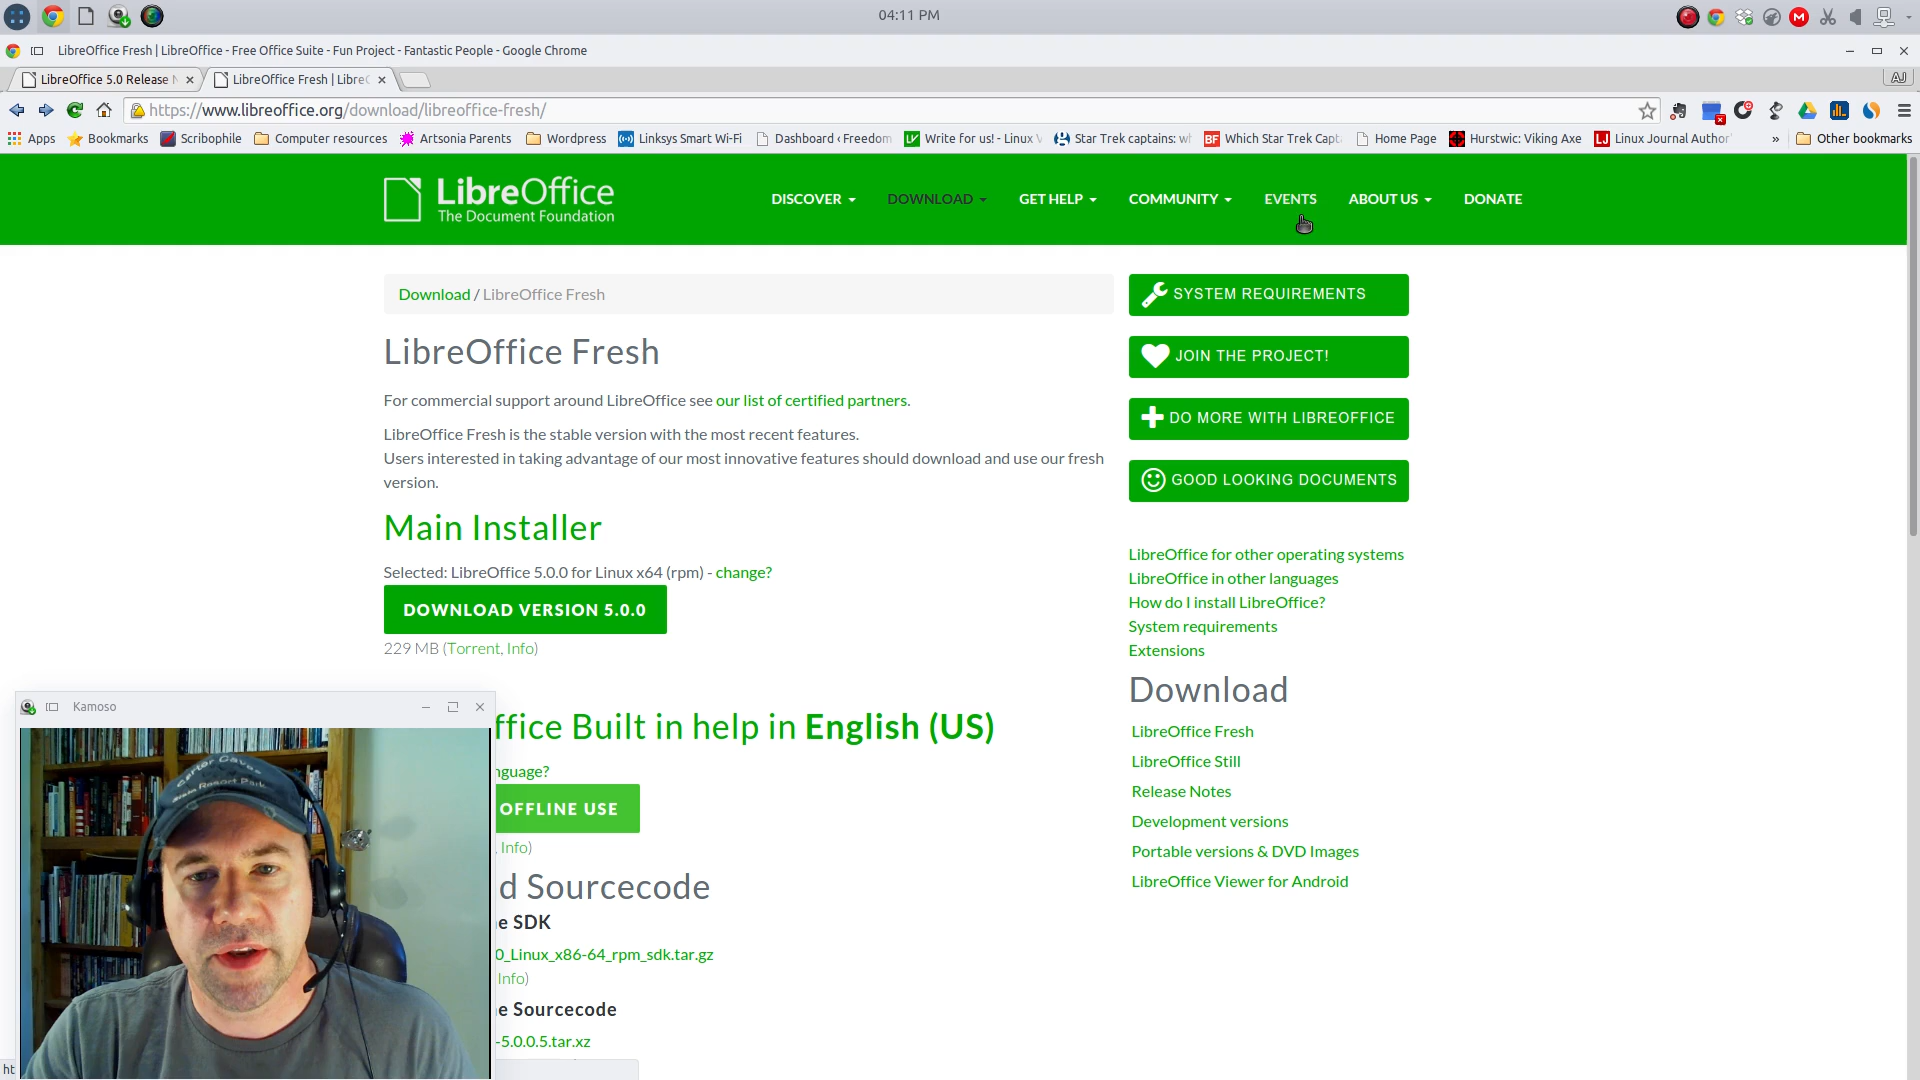 04:11 PM
LibreOffice Fresh | LibreOffice - Free Office Suite - Fun Project - Fantastic People - Google Chrome
LibreOffice 5.0 Release
LibreOffice Fresh | Libre
AJ
https://www.libreoffice.org/download/libreoffice-fresh/
Apps
Bookmarks
Scribophile
Computer resources
Artsonia Parents
Wordpress
Linksys Smart Wi-Fi
Dashboard ‹ Freedom
Write for us! - Linux
Star Trek captains: w
Which Star Trek Capt
Home Page
Hurstwic: Viking Axe
Linux Journal Author
»
Other bookmarks
LibreOffice
The Document Foundation
DISCOVER
DOWNLOAD
GET HELP
COMMUNITY
EVENTS
ABOUT US
DONATE
Download / LibreOffice Fresh
LibreOffice Fresh
For commercial support around LibreOffice see our list of certified partners.
LibreOffice Fresh is the stable version with the most recent features.
Users interested in taking advantage of our most innovative features should download and use our fresh
version.
Main Installer
Selected: LibreOffice 5.0.0 for Linux x64 (rpm) - change?
DOWNLOAD VERSION 5.0.0
229 MB (Torrent, Info)
ffice Built in help in English (US)
nguage?
OFFLINE USE
, Info)
d Sourcecode
e SDK
0_Linux_x86-64_rpm_sdk.tar.gz
Info)
e Sourcecode
-5.0.0.5.tar.xz
SYSTEM REQUIREMENTS
JOIN THE PROJECT!
DO MORE WITH LIBREOFFICE
GOOD LOOKING DOCUMENTS
LibreOffice for other operating systems
LibreOffice in other languages
How do I install LibreOffice?
System requirements
Extensions
Download
LibreOffice Fresh
LibreOffice Still
Release Notes
Development versions
Portable versions & DVD Images
LibreOffice Viewer for Android
Kamoso
ht